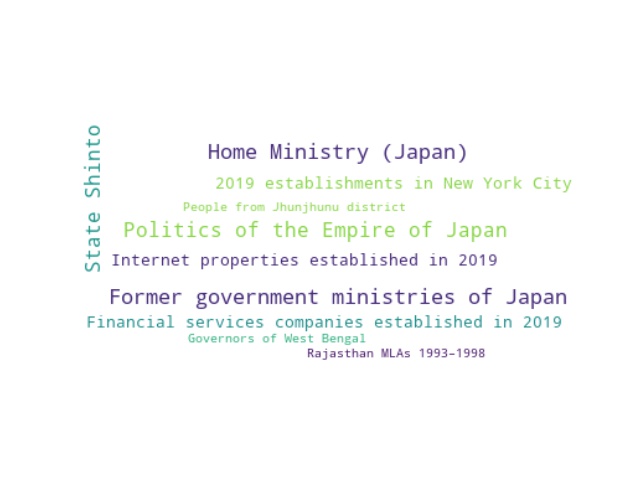 State Shinto
Home Ministry (Japan)
2019 establishments in New York City
People from Jhunjhunu district
Politics of the Empire of Japan
Internet properties established in 2019
Former government ministries of Japan
Financial services companies established in 2019
Governors of West Bengal
Rajasthan MLAs 1993–1998